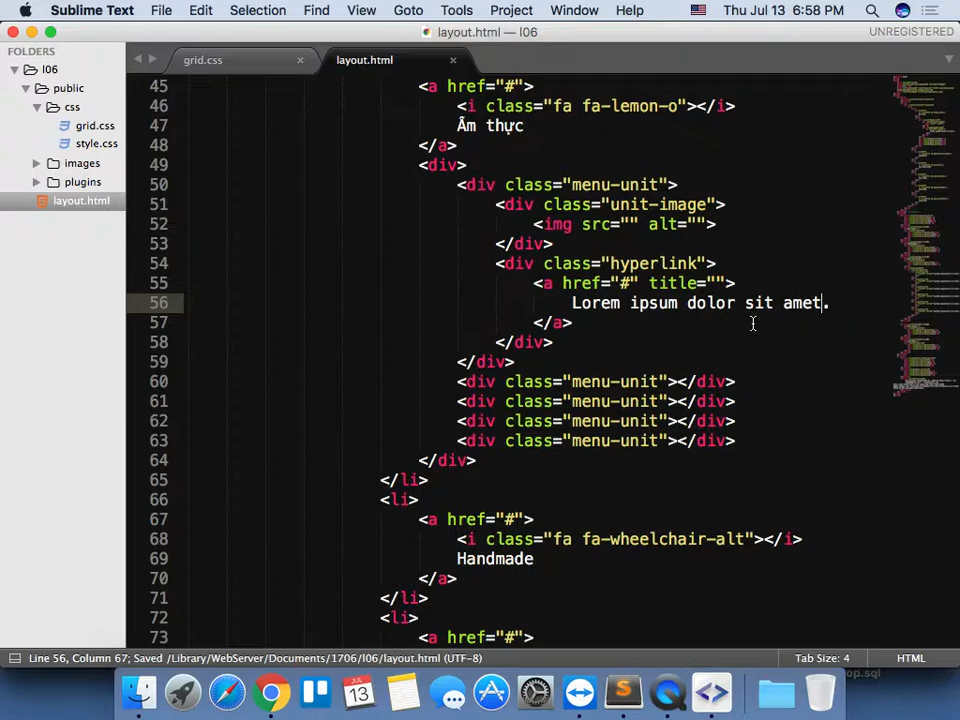 Sublime Text File Edit Selection Find View Goto Tools Project Window Help Thu Jul 13 6:58 PM
layout.html — l06 UNREGISTERED
FOLDERS
l06
public
css
grid.css
style.css
images
plugins
layout.html
grid.css × layout.html ×
45 <a href="#">
46 <i class="fa fa-lemon-o"></i>
47 Ẩm thực
48 </a>
49 <div>
50 <div class="menu-unit">
51 <div class="unit-image">
52 <img src="" alt="">
53 </div>
54 <div class="hyperlink">
55 <a href="#" title="">
56 Lorem ipsum dolor sit amet.
57 </a>
58 </div>
59 </div>
60 <div class="menu-unit"></div>
61 <div class="menu-unit"></div>
62 <div class="menu-unit"></div>
63 <div class="menu-unit"></div>
64 </div>
65 </li>
66 <li>
67 <a href="#">
68 <i class="fa fa-wheelchair-alt"></i>
69 Handmade
70 </a>
71 </li>
72 <li>
73 <a href="#">
Line 56, Column 67; Saved /Library/WebServer/Documents/1706/l06/layout.html (UTF-8) Tab Size: 4 HTML
JUL
13
op.sql